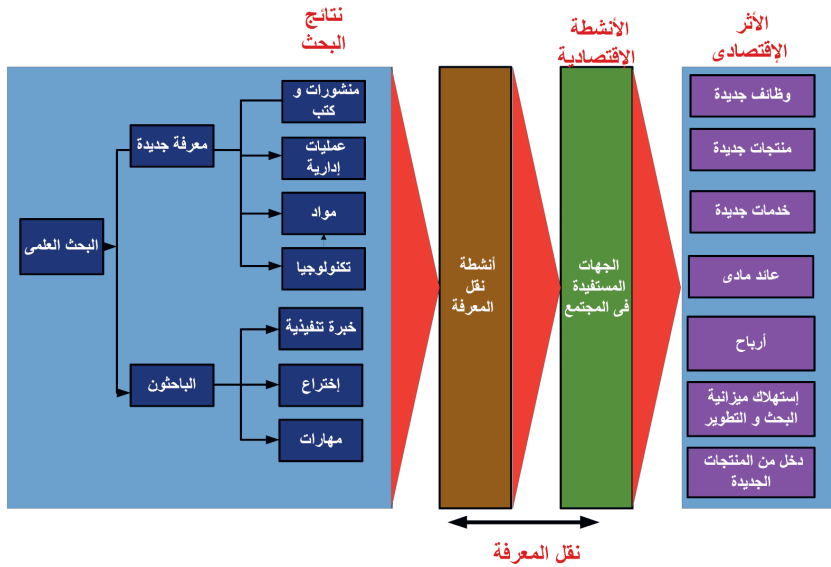 نتائج
البحث
الأنشطة
الإقتصادية
الأثر
الإقتصادى
البحث العلمى
معرفة جديدة
الباحثون
منشورات و
كتب
عمليات
إدارية
مواد
تكنولوجيا
خبرة تنفيذية
إختراع
مهارات
أنشطة
نقل
المعرفة
الجهات
المستفيدة
فى المجتمع
وظائف جديدة
منتجات جديدة
خدمات جديدة
عائد مادى
أرباح
إستهلاك ميزانية
البحث و التطوير
دخل من المنتجات
الجديدة
نقل المعرفة